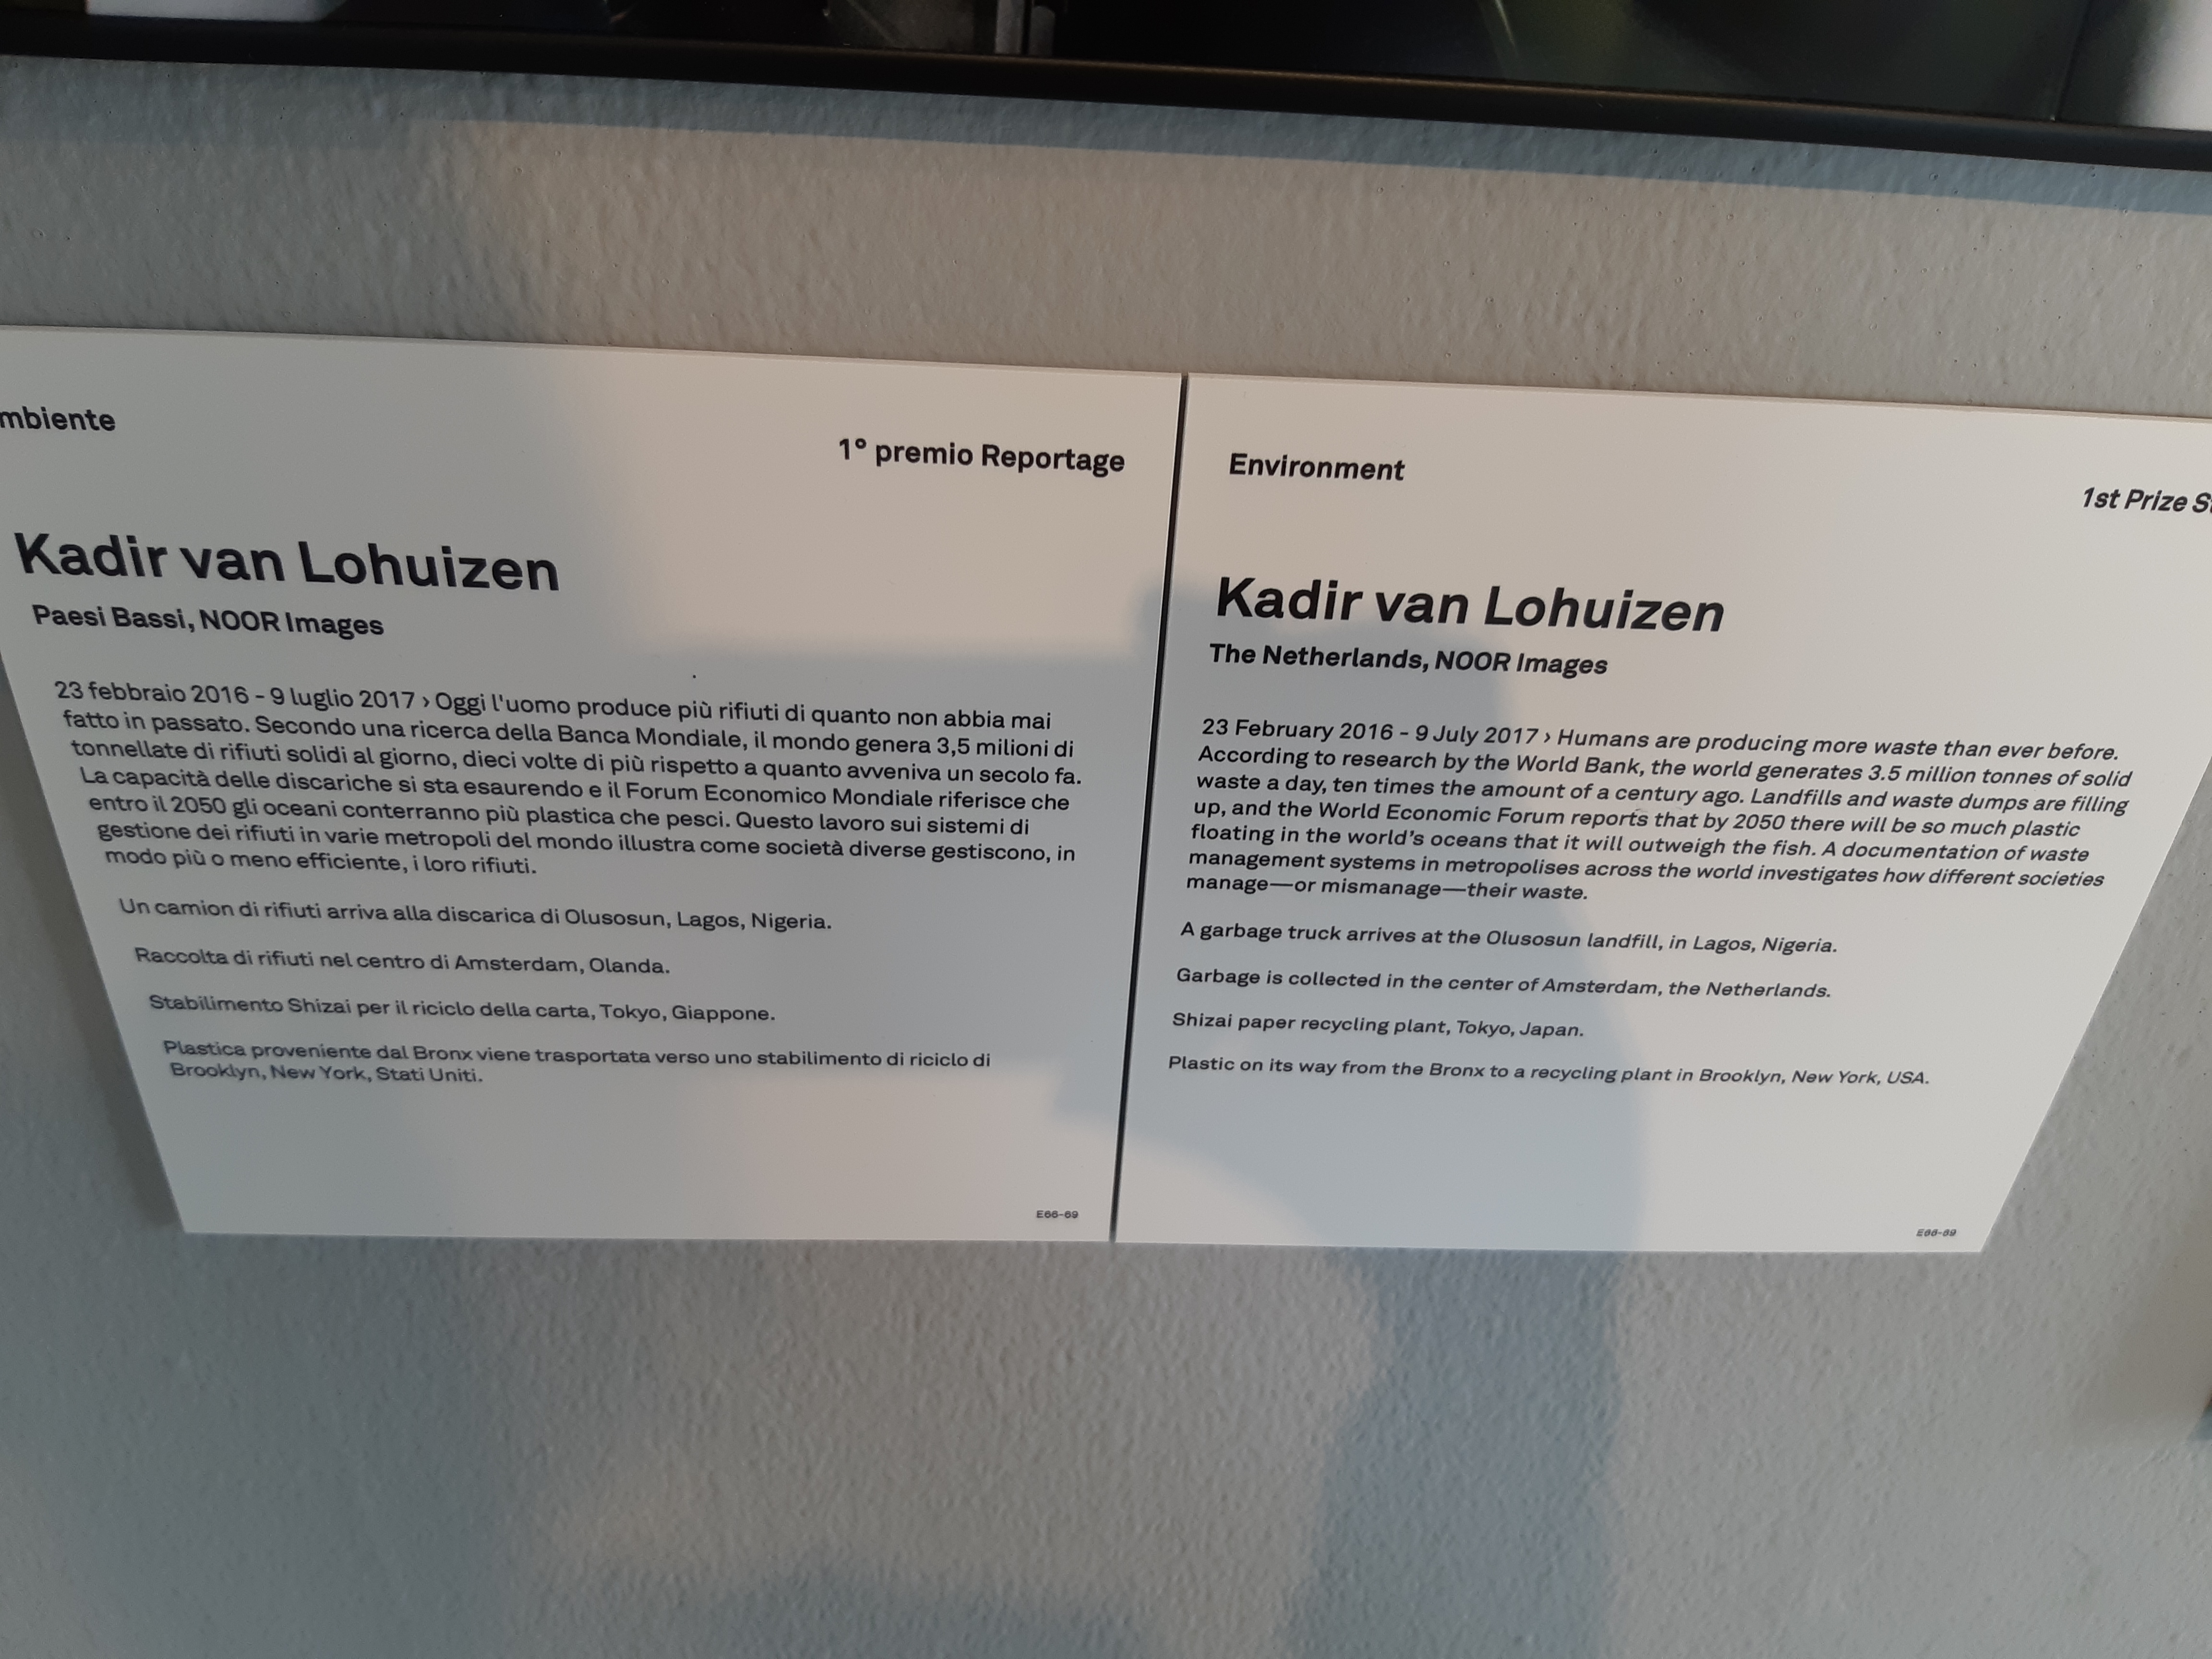 mbiente
1° premio Reportage
Kadir van Lohuizen
Paesi Bassi, NOOR Images
23 febbraio 2016 - 9 luglio 2017 › Oggi l'uomo produce più rifiuti di quanto non abbia mai
fatto in passato. Secondo una ricerca della Banca Mondiale, il mondo genera 3,5 milioni di
tonnellate di rifiuti solidi al giorno, dieci volte di più rispetto a quanto avveniva un secolo fa.
La capacità delle discariche si sta esaurendo e il Forum Economico Mondiale riferisce che
entro il 2050 gli oceani conterranno più plastica che pesci. Questo lavoro sui sistemi di
gestione dei rifiuti in varie metropoli del mondo illustra come società diverse gestiscono, in
modo più o meno efficiente, i loro rifiuti.
Un camion di rifiuti arriva alla discarica di Olusosun, Lagos, Nigeria.
Raccolta di rifiuti nel centro di Amsterdam, Olanda.
Stabilimento Shizai per il riciclo della carta, Tokyo, Giappone.
Plastica proveniente dal Bronx viene trasportata verso uno stabilimento di riciclo di
Brooklyn, New York, Stati Uniti.
E66-69
Environment
1st Prize
Kadir van Lohuizen
The Netherlands, NOOR Images
23 February 2016 - 9 July 2017 › Humans are producing more waste than ever before.
According to research by the World Bank, the world generates 3.5 million tonnes of solid
waste a day, ten times the amount of a century ago. Landfills and waste dumps are filling
up, and the World Economic Forum reports that by 2050 there will be so much plastic
floating in the world's oceans that it will outweigh the fish. A documentation of waste
management systems in metropolises across the world investigates how different societies
manage—or mismanage—their waste.
A garbage truck arrives at the Olusosun landfill, in Lagos, Nigeria.
Garbage is collected in the center of Amsterdam, the Netherlands.
Shizai paper recycling plant, Tokyo, Japan.
Plastic on its way from the Bronx to a recycling plant in Brooklyn, New York, USA.
E66-69